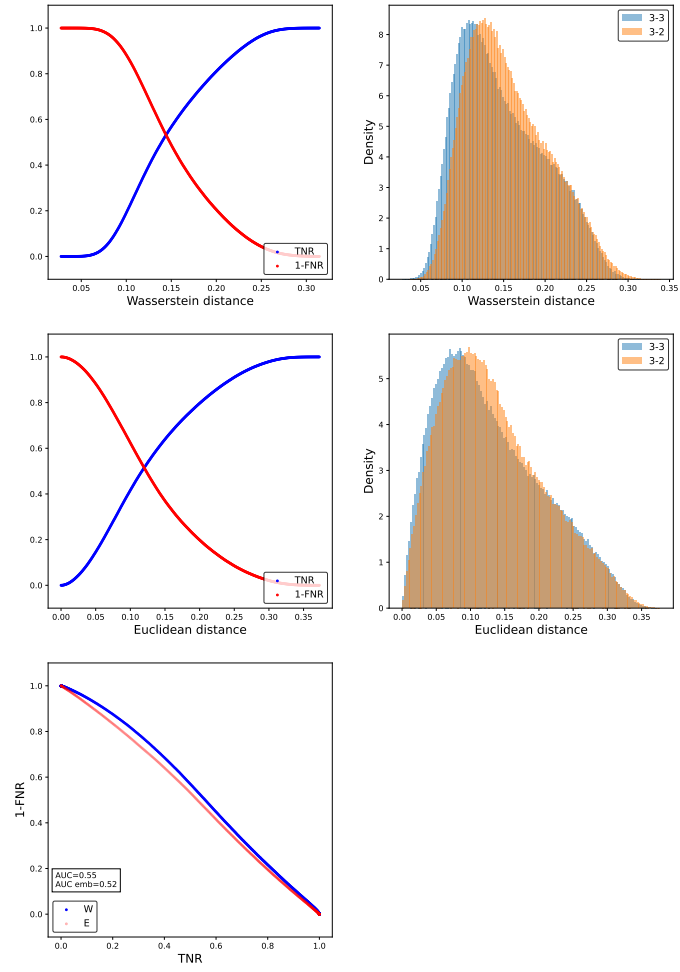 1.0
0.8
0.6
0.4
0.2
0.0
0.05 0.10 0.15 0.20 0.25 0.30
Wasserstein distance
TNR
1-FNR
8
7
6
5
4
3
2
1
0
Density
0.05 0.10 0.15 0.20 0.25 0.30 0.35
Wasserstein distance
3-3
3-2
1.0
0.8
0.6
0.4
0.2
0.0
0.00 0.05 0.10 0.15 0.20 0.25 0.30 0.35
Euclidean distance
TNR
1-FNR
5
4
3
2
1
0
Density
0.00 0.05 0.10 0.15 0.20 0.25 0.30 0.35
Euclidean distance
3-3
3-2
1.0
0.8
0.6
0.4
0.2
0.0
1-FNR
AUC=0.55
AUC emb=0.52
W
E
0.0 0.2 0.4 0.6 0.8 1.0
TNR